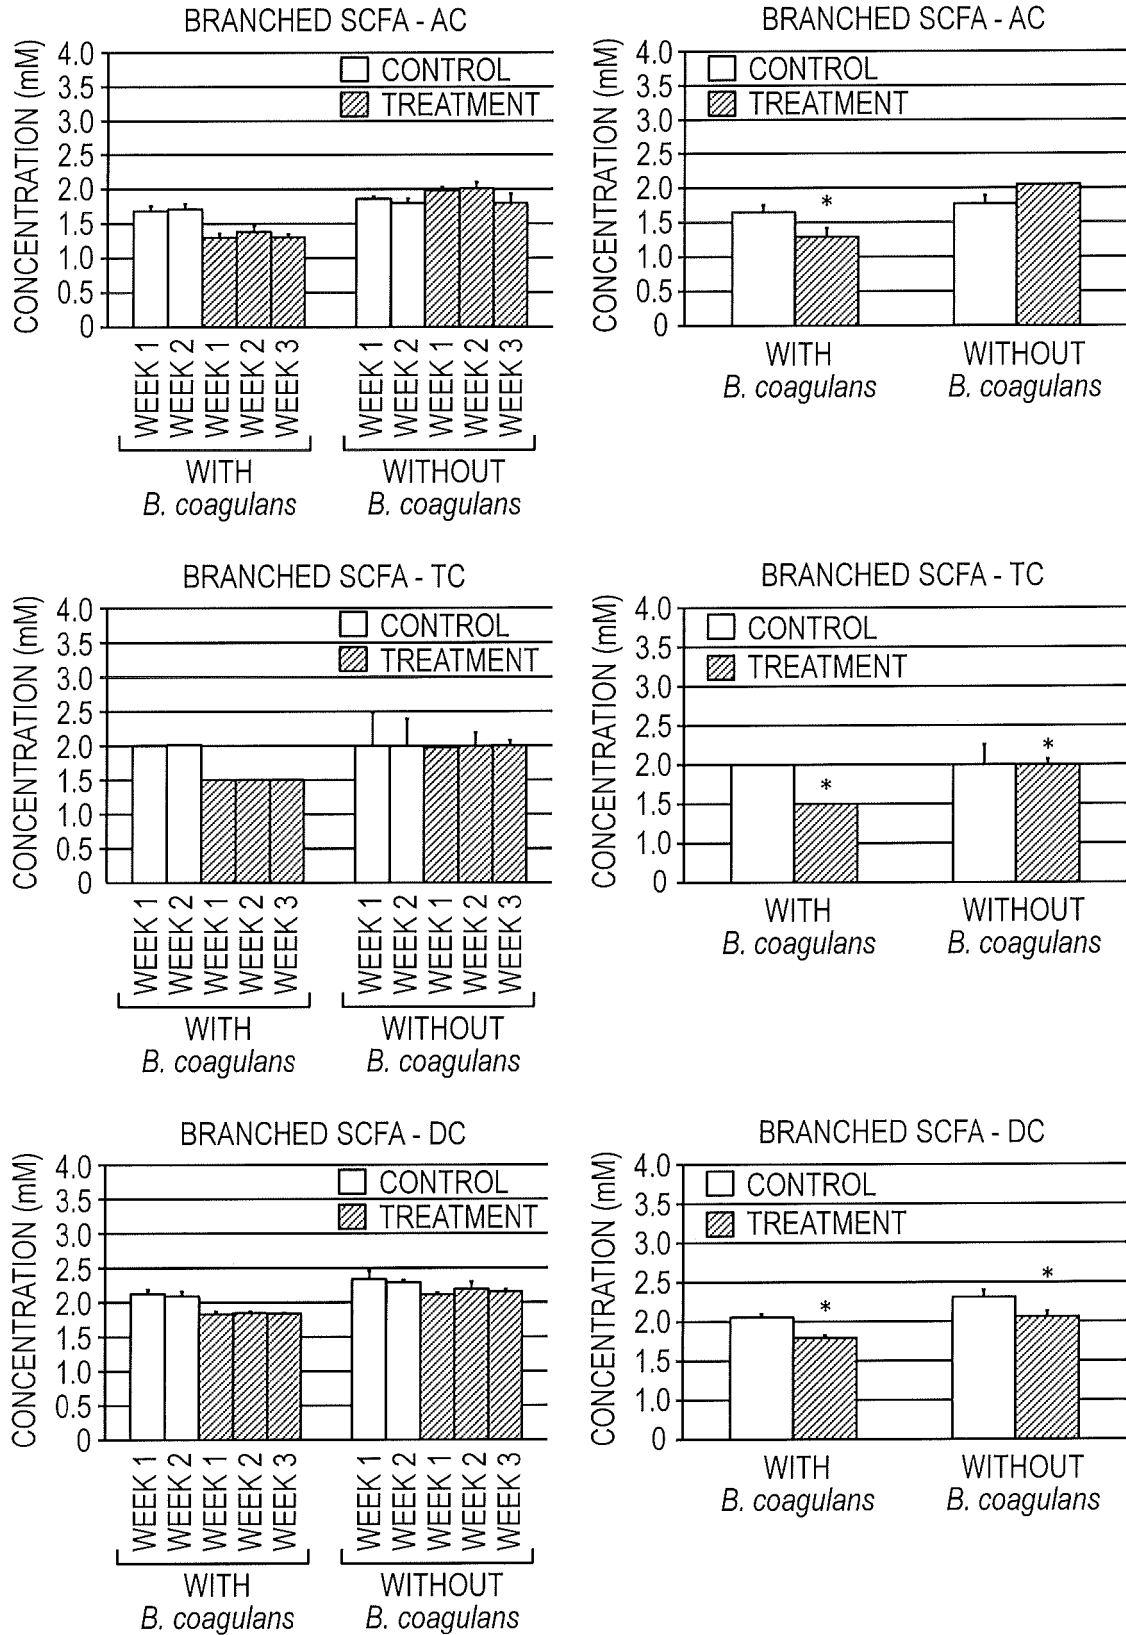 BRANCHED SCFA - AC
CONCENTRATION (mM)
4.0
3.5
3.0
2.5
2.0
1.5
1.0
0.5
0
CONTROL
TREATMENT
WEEK 1
WEEK 2
WEEK 1
WEEK 2
WEEK 3
WEEK 1
WEEK 2
WEEK 1
WEEK 2
WEEK 3
WITH
B. coagulans
WITHOUT
B. coagulans
BRANCHED SCFA - AC
CONCENTRATION (mM)
4.0
3.5
3.0
2.5
2.0
1.5
1.0
0.5
0
CONTROL
TREATMENT
*
WITH
B. coagulans
WITHOUT
B. coagulans
BRANCHED SCFA - TC
CONCENTRATION (mM)
4.0
3.5
3.0
2.5
2.0
1.5
1.0
0.5
0
CONTROL
TREATMENT
WEEK 1
WEEK 2
WEEK 1
WEEK 2
WEEK 3
WEEK 1
WEEK 2
WEEK 1
WEEK 2
WEEK 3
WITH
B. coagulans
WITHOUT
B. coagulans
BRANCHED SCFA - TC
CONCENTRATION (mM)
4.0
3.5
3.0
2.5
2.0
1.5
1.0
0
CONTROL
TREATMENT
*
*
WITH
B. coagulans
WITHOUT
B. coagulans
BRANCHED SCFA - DC
CONCENTRATION (mM)
4.0
3.5
3.0
2.5
2.0
1.5
1.0
0.5
0
CONTROL
TREATMENT
WEEK 1
WEEK 2
WEEK 1
WEEK 2
WEEK 3
WEEK 1
WEEK 2
WEEK 1
WEEK 2
WEEK 3
WITH
B. coagulans
WITHOUT
B. coagulans
BRANCHED SCFA - DC
CONCENTRATION (mM)
4.0
3.5
3.0
2.5
2.0
1.5
1.0
0
CONTROL
TREATMENT
*
*
WITH
B. coagulans
WITHOUT
B. coagulans